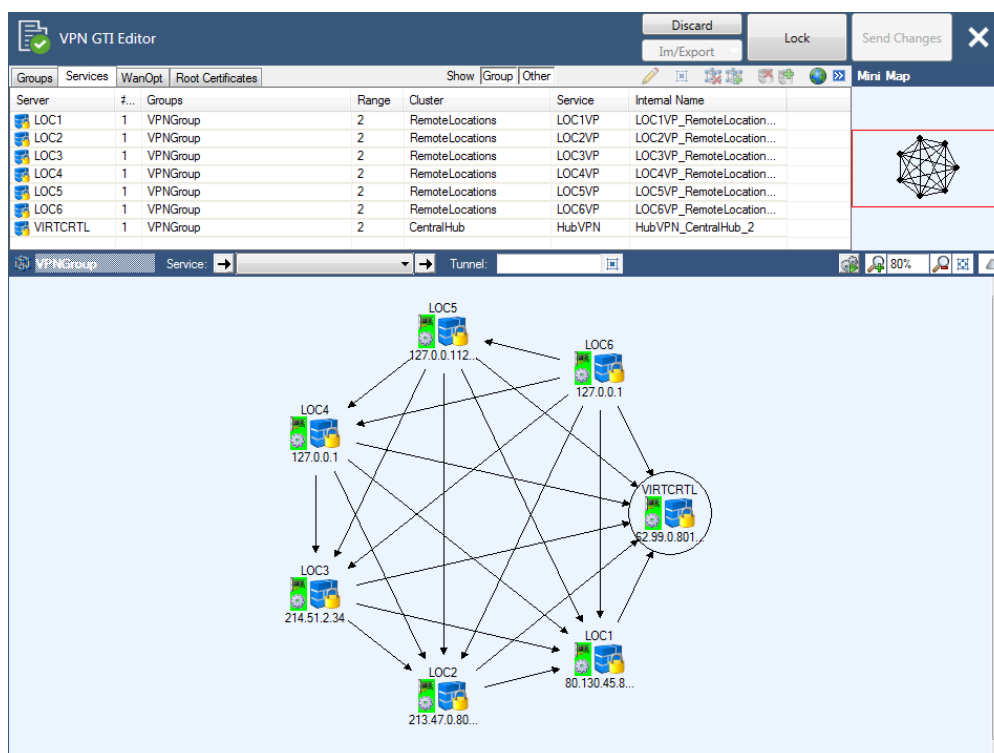 VPN GTI Editor
Discard
Im/Export
Lock
Send Changes
Groups Services WanOpt Root Certificates Show Group Other Mini Map
Server #... Groups Range Cluster Service Internal Name
LOC1 1 VPNGroup 2 RemoteLocations LOC1VP LOC1VP_RemoteLocation...
LOC2 1 VPNGroup 2 RemoteLocations LOC2VP LOC2VP_RemoteLocation...
LOC3 1 VPNGroup 2 RemoteLocations LOC3VP LOC3VP_RemoteLocation...
LOC4 1 VPNGroup 2 RemoteLocations LOC4VP LOC4VP_RemoteLocation...
LOC5 1 VPNGroup 2 RemoteLocations LOC5VP LOC5VP_RemoteLocation...
LOC6 1 VPNGroup 2 RemoteLocations LOC6VP LOC6VP_RemoteLocation...
VIRTCRTL 1 VPNGroup 2 CentralHub HubVPN HubVPN_CentralHub_2
VPNGroup Service: Tunnel: 80%
LOC5
127.0.0.112...
LOC6
127.0.0.1
LOC4
127.0.0.1
VIRTCRTL
62.99.0.801...
LOC3
214.51.2.34
LOC1
80.130.45.8...
LOC2
213.47.0.80...